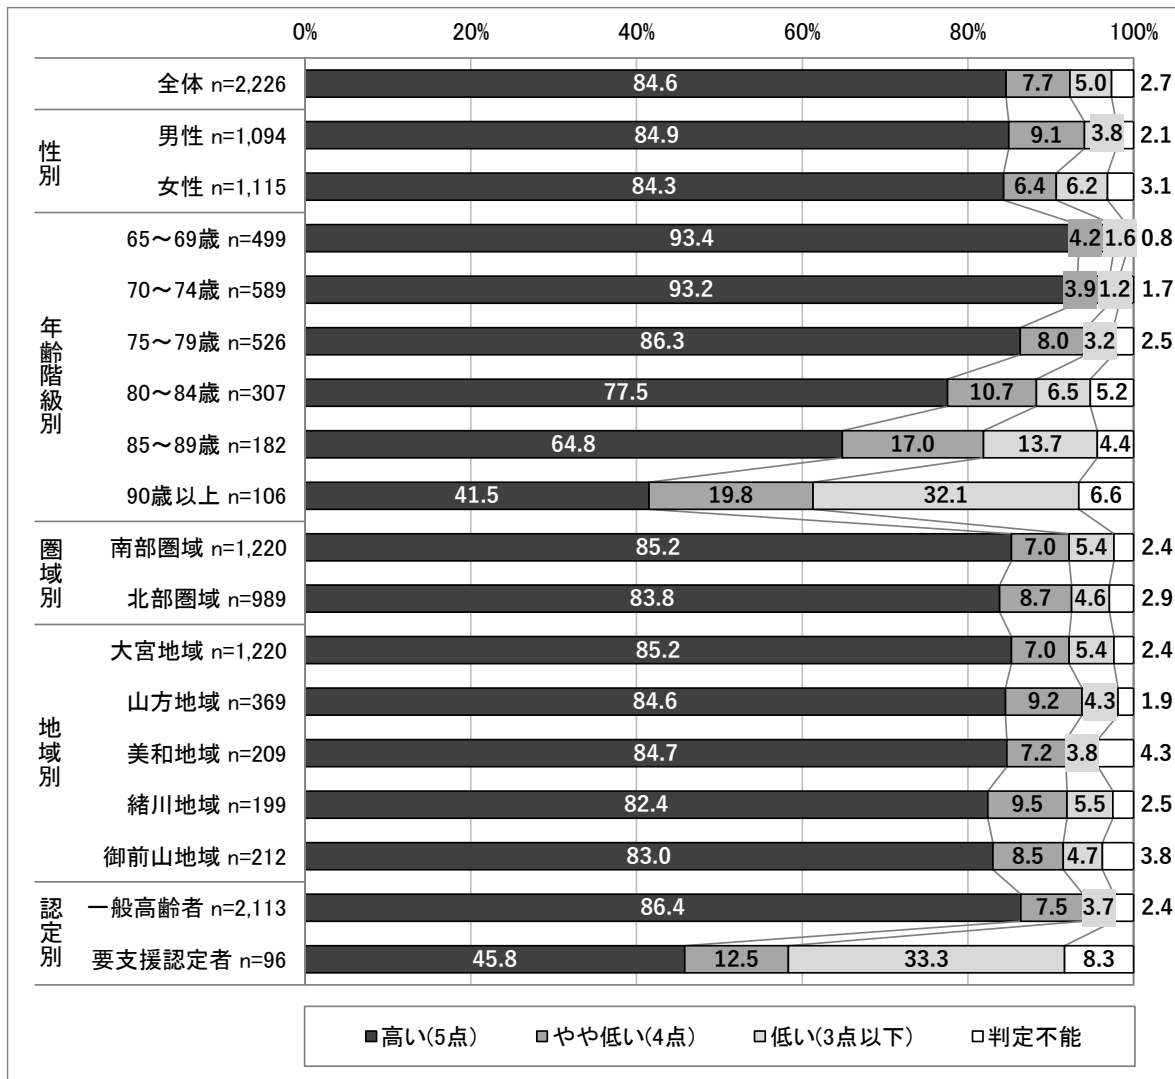 0% 20% 40% 60% 80% 100%
全体 n=2,226 84.6 7.7 5.0 2.7
性別
男性 n=1,094 84.9 9.1 3.8 2.1
女性 n=1,115 84.3 6.4 6.2 3.1
年齢階級別
65～69歳 n=499 93.4 4.2 1.6 0.8
70～74歳 n=589 93.2 3.9 1.2 1.7
75～79歳 n=526 86.3 8.0 3.2 2.5
80～84歳 n=307 77.5 10.7 6.5 5.2
85～89歳 n=182 64.8 17.0 13.7 4.4
90歳以上 n=106 41.5 19.8 32.1 6.6
圏域別
南部圏域 n=1,220 85.2 7.0 5.4 2.4
北部圏域 n=989 83.8 8.7 4.6 2.9
地域別
大宮地域 n=1,220 85.2 7.0 5.4 2.4
山方地域 n=369 84.6 9.2 4.3 1.9
美和地域 n=209 84.7 7.2 3.8 4.3
緒川地域 n=199 82.4 9.5 5.5 2.5
御前山地域 n=212 83.0 8.5 4.7 3.8
認定別
一般高齢者 n=2,113 86.4 7.5 3.7 2.4
要支援認定者 n=96 45.8 12.5 33.3 8.3
高い(5点) やや低い(4点) 低い(3点以下) 判定不能